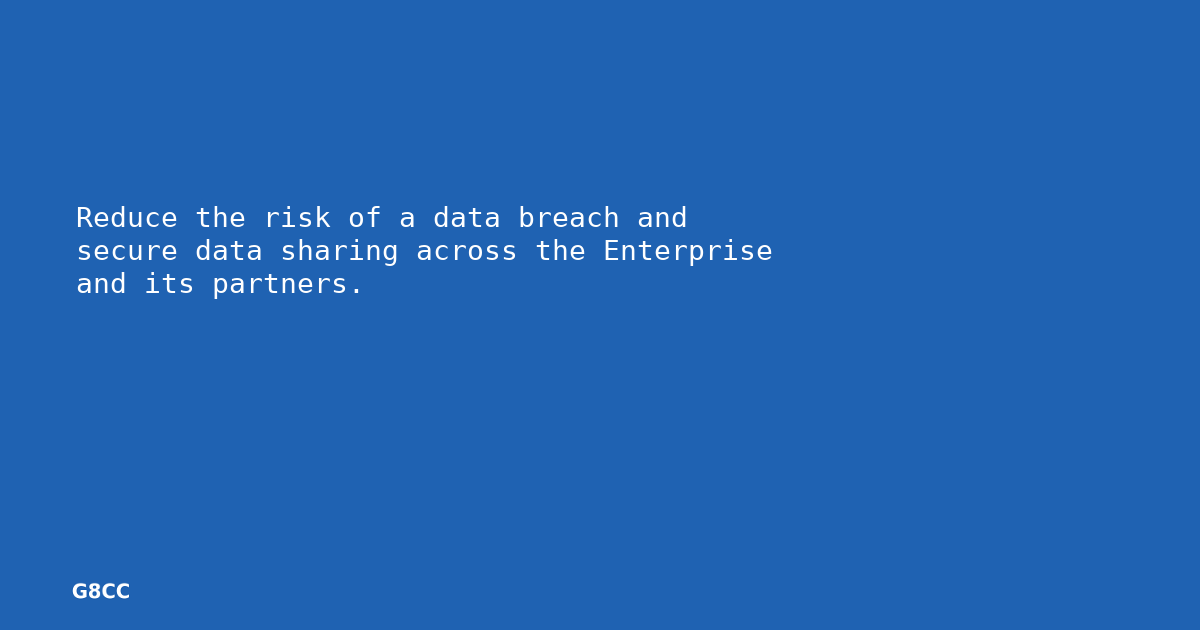 Reduce the risk of a data breach and
secure data sharing across the Enterprise
and its partners.
G8CC